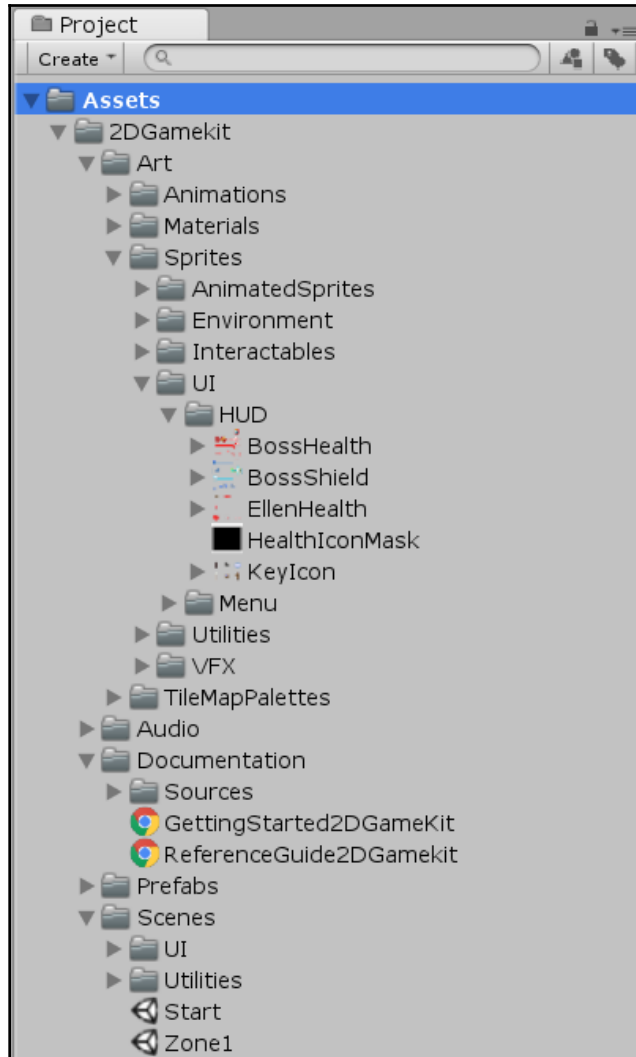 Project
Create
Assets
2DGamekit
Art
Animations
Materials
Sprites
AnimatedSprites
Environment
Interactables
UI
HUD
BossHealth
BossShield
EllenHealth
HealthIconMask
KeyIcon
Menu
Utilities
VFX
TileMapPalettes
Audio
Documentation
Sources
GettingStarted2DGameKit
ReferenceGuide2DGamekit
Prefabs
Scenes
UI
Utilities
Start
Zone1